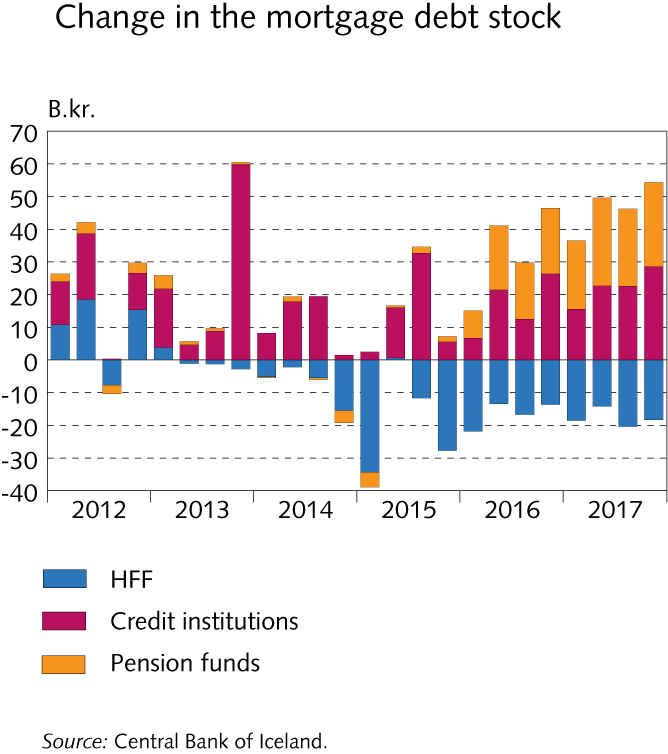 Change in the mortgage debt stock
B.kr.
70
60
50
40
30
20
10
0
-10
-20
-30
-40
2012 2013 2014 2015 2016 2017
HFF
Credit institutions
Pension funds
Source: Central Bank of Iceland.